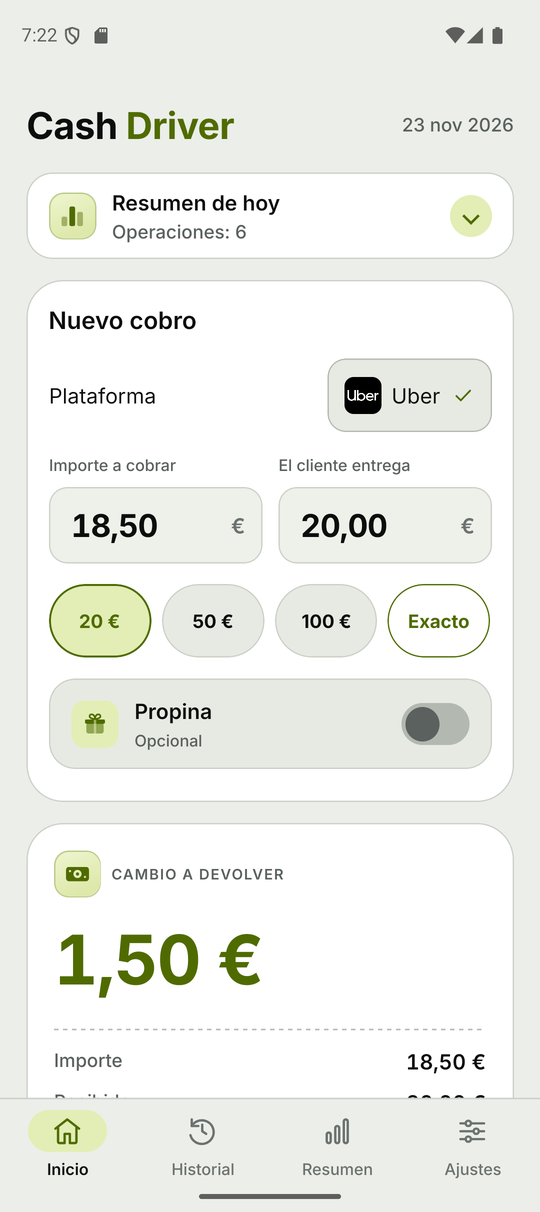 7:22
Cash Driver
23 nov 2026
Resumen de hoy
Operaciones: 6
Nuevo cobro
Plataforma
Uber Uber
Importe a cobrar
El cliente entrega
18,50 €
20,00 €
20 €
50 €
100 €
Exacto
Propina
Opcional
CAMBIO A DEVOLVER
1,50 €
Importe
18,50 €
Inicio
Historial
Resumen
Ajustes